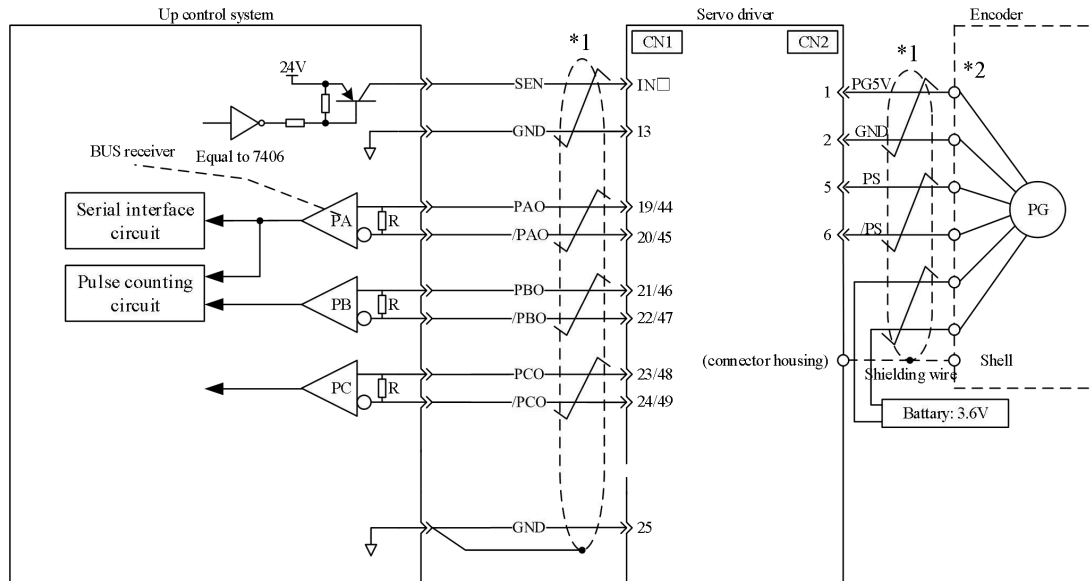 Up control system
Servo driver
Encoder
CN1
CN2
*1
*1
*2
24V
SEN
IN□
1
PG5V
GND
13
2
GND
Equal to 7406
BUS receiver
5
PS
PG
6
/PS
Serial interface
circuit
PA
R
PAO
19/44
/PAO
20/45
Pulse counting
circuit
PB
R
PBO
21/46
/PBO
22/47
PC
R
PCO
23/48
/PCO
24/49
(connector housing)
Shielding wire
Shell
Battary: 3.6V
GND
25